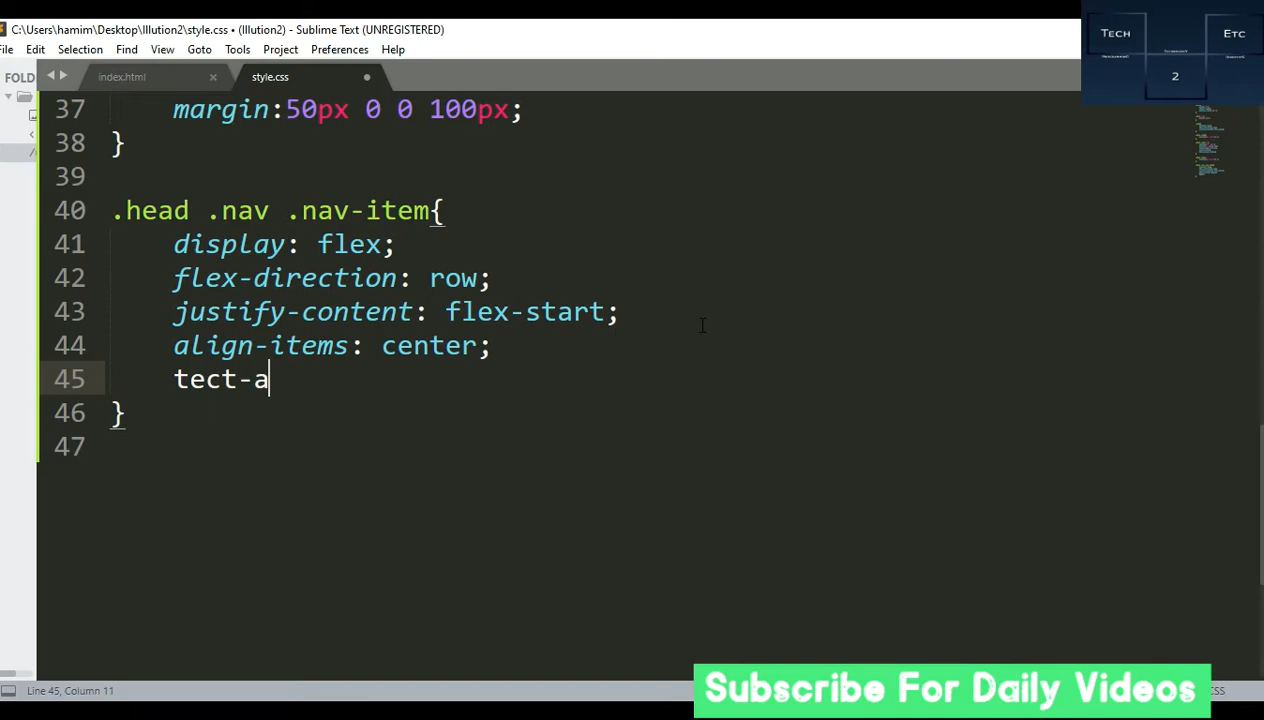 C:\Users\hamim\Desktop\Illution2\style.css • (Illution2) - Sublime Text (UNREGISTERED)
File Edit Selection Find View Goto Tools Project Preferences Help
FOLD
index.html × style.css
TECH
ETC
2
37 margin:50px 0 0 100px;
38 }
39
40 .head .nav .nav-item{
41 display: flex;
42 flex-direction: row;
43 justify-content: flex-start;
44 align-items: center;
45 tect-a
46 }
47
Subscribe For Daily Videos
Line 45, Column 11
CSS